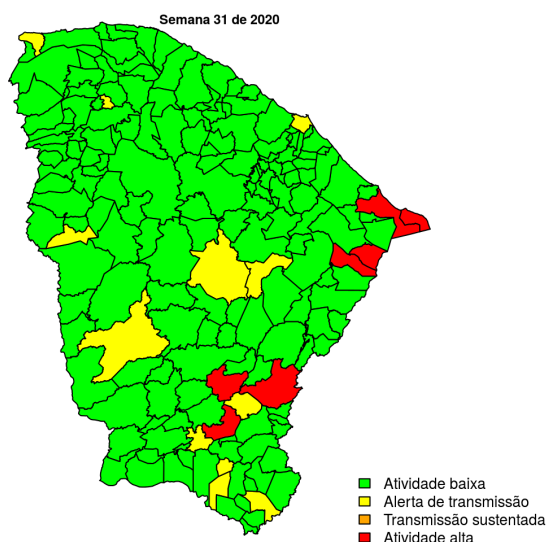 Semana 31 de 2020
Atividade baixa
Alerta de transmissão
Transmissão sustentada
Atividade alta